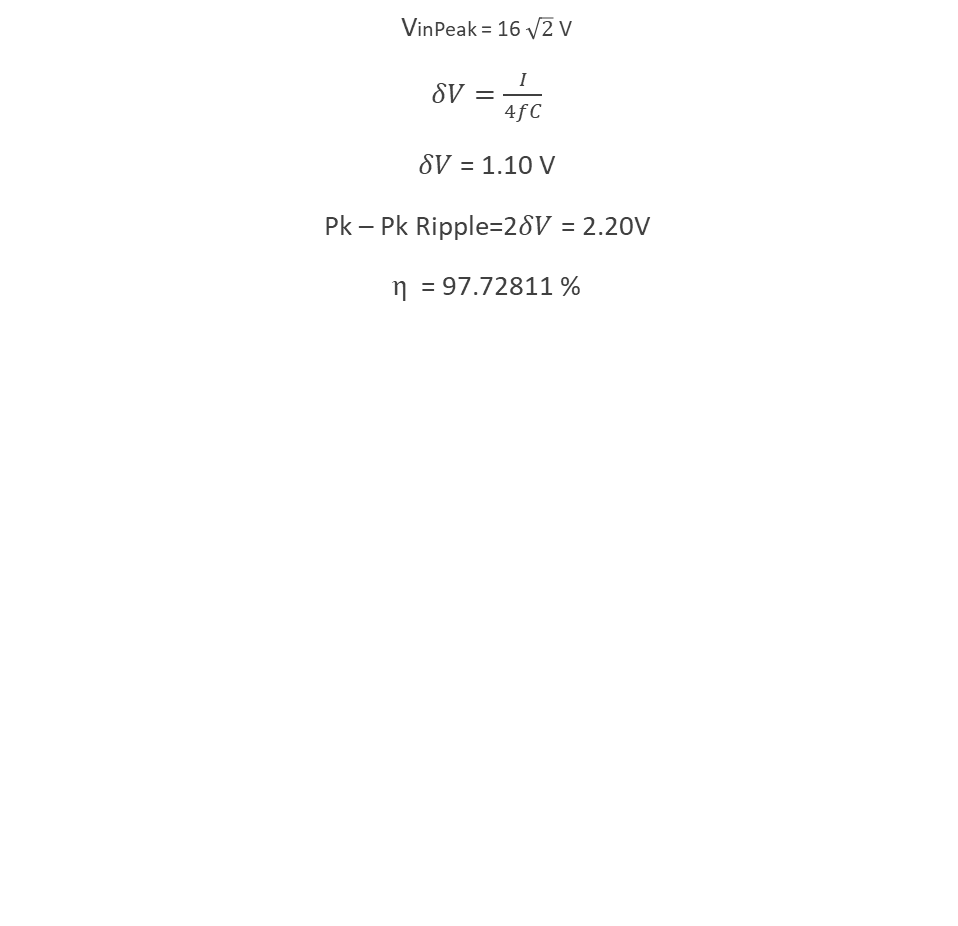 VinPeak = 16 √2 V
δV = I/4fC
δV = 1.10 V
Pk – Pk Ripple=2δV = 2.20V
η = 97.72811 %